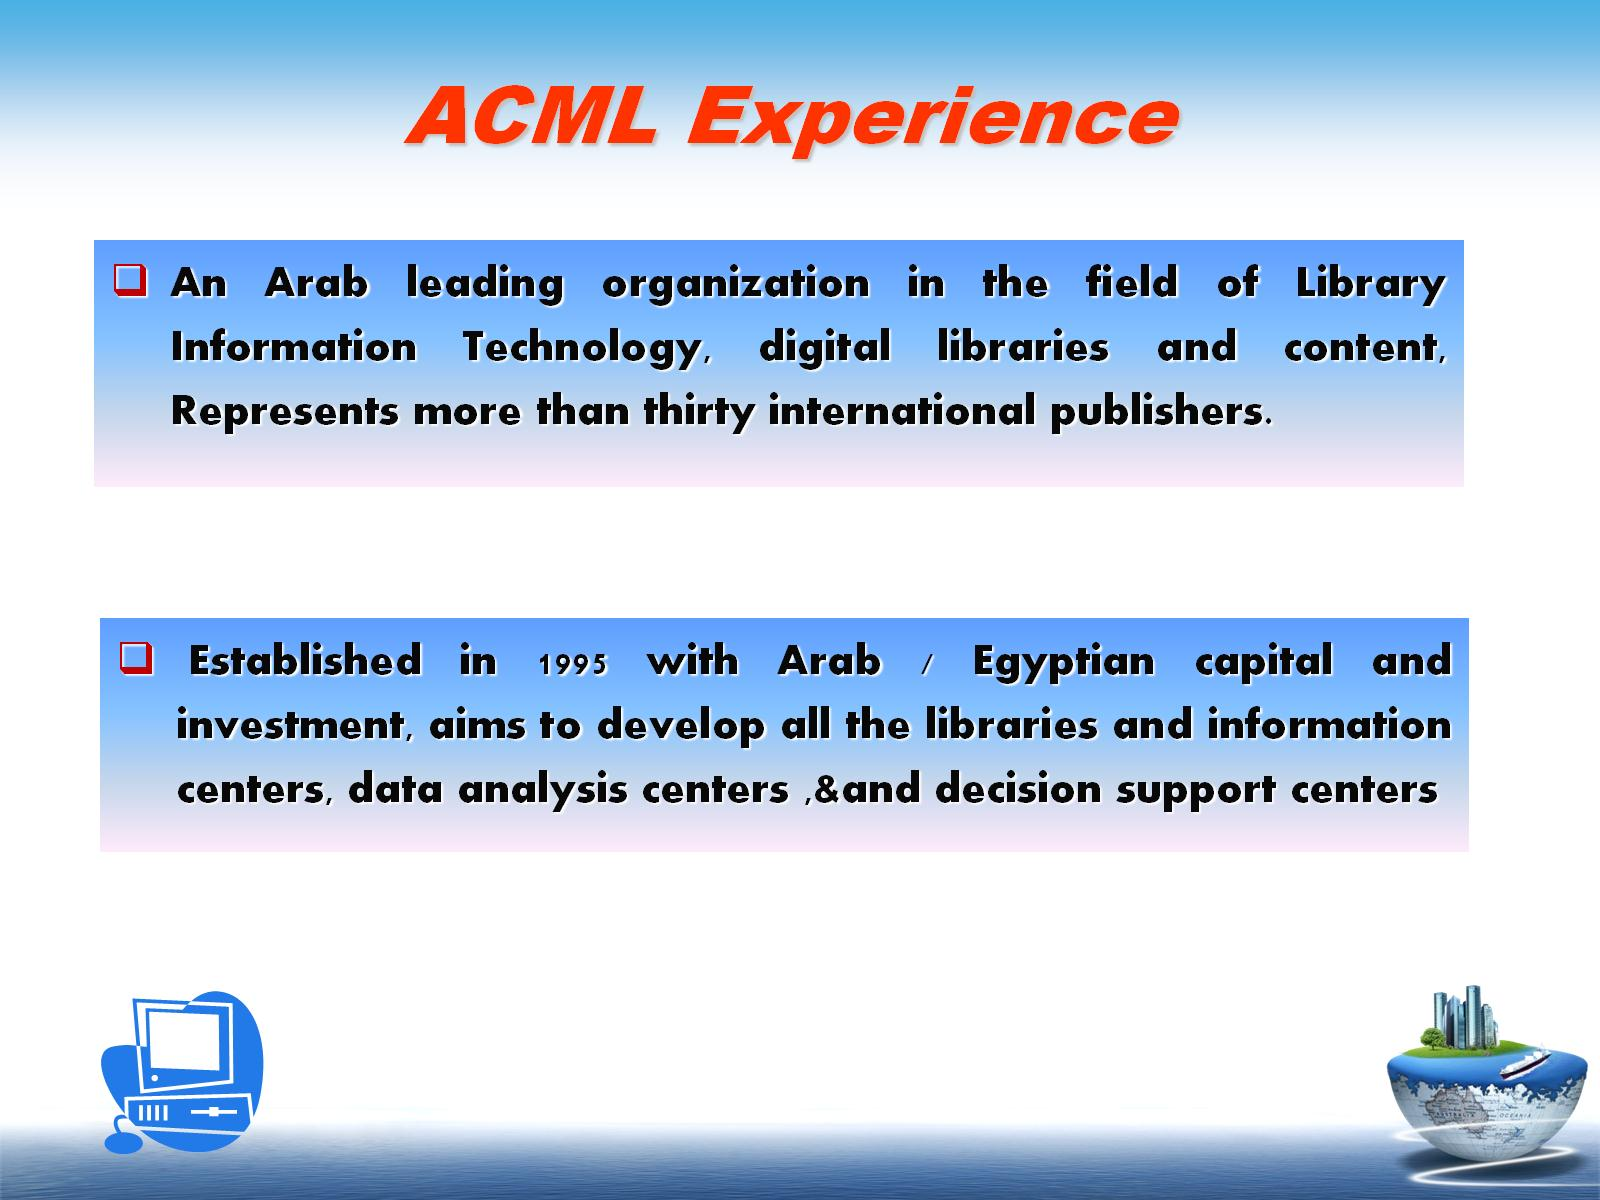 ACML Experience
An Arab leading organization in the field of Library
Information Technology, digital libraries and content,
Represents more than thirty international publishers.
Established in 1995 with Arab / Egyptian capital and
investment, aims to develop all the libraries and information
centers, data analysis centers ,&and decision support centers
AUSTRALIA
OCEANIA